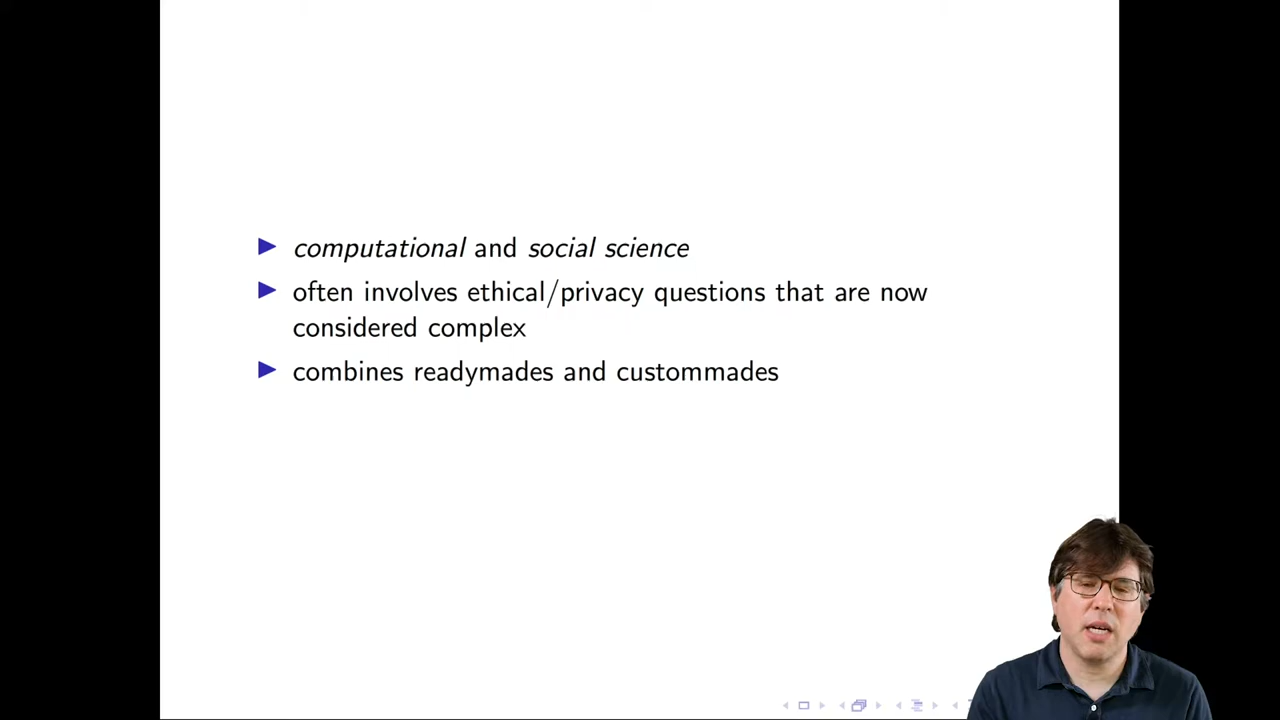 computational and social science
often involves ethical/privacy questions that are now
considered complex
combines readymades and custommades